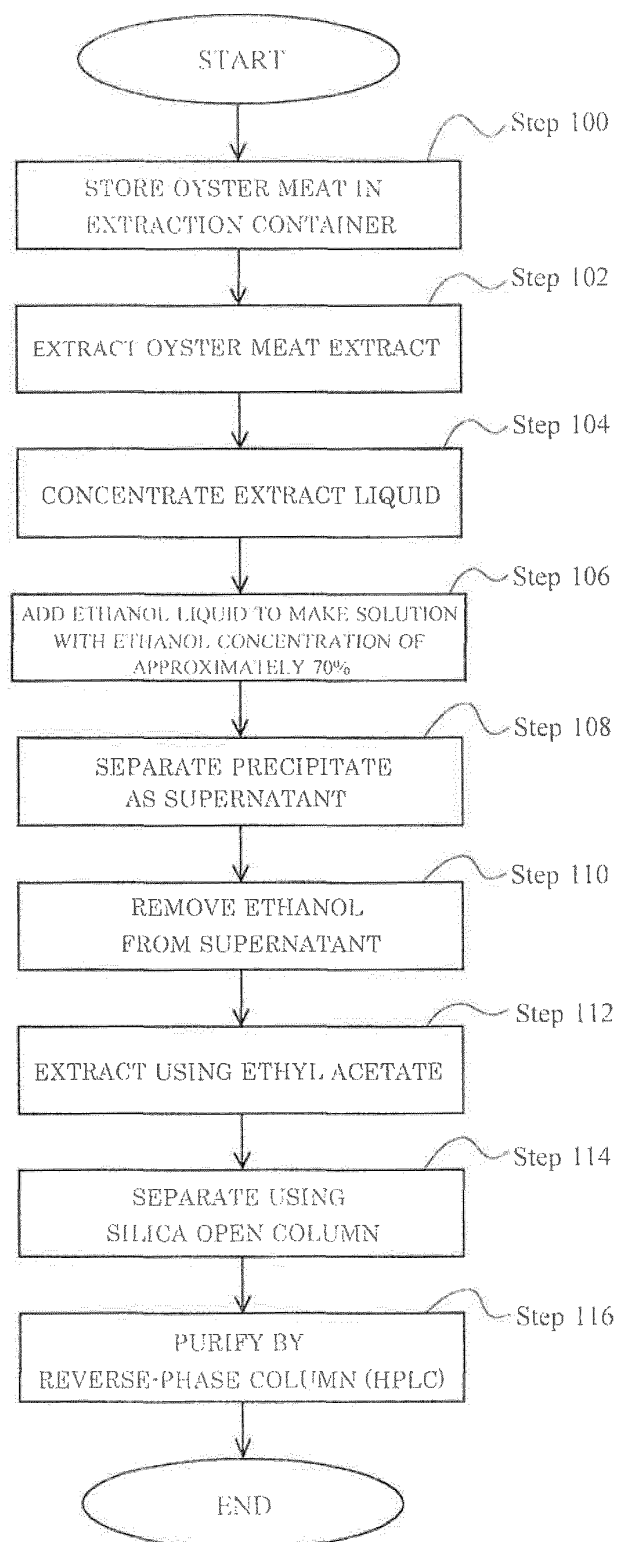 START
Step 100
STORE OYSTER MEAT IN
EXTRACTION CONTAINER
Step 102
EXTRACT OYSTER MEAT EXTRACT
Step 104
CONCENTRATE EXTRACT LIQUID
Step 106
ADD ETHANOL LIQUID TO MAKE SOLUTION
WITH ETHANOL CONCENTRATION OF
APPROXIMATELY 70%
Step 108
SEPARATE PRECIPITATE
AS SUPERNATANT
Step 110
REMOVE ETHANOL
FROM SUPERNATANT
Step 112
EXTRACT USING ETHYL ACETATE
Step 114
SEPARATE USING
SILICA OPEN COLUMN
Step 116
PURIFY BY
REVERSE-PHASE COLUMN (HPLC)
END